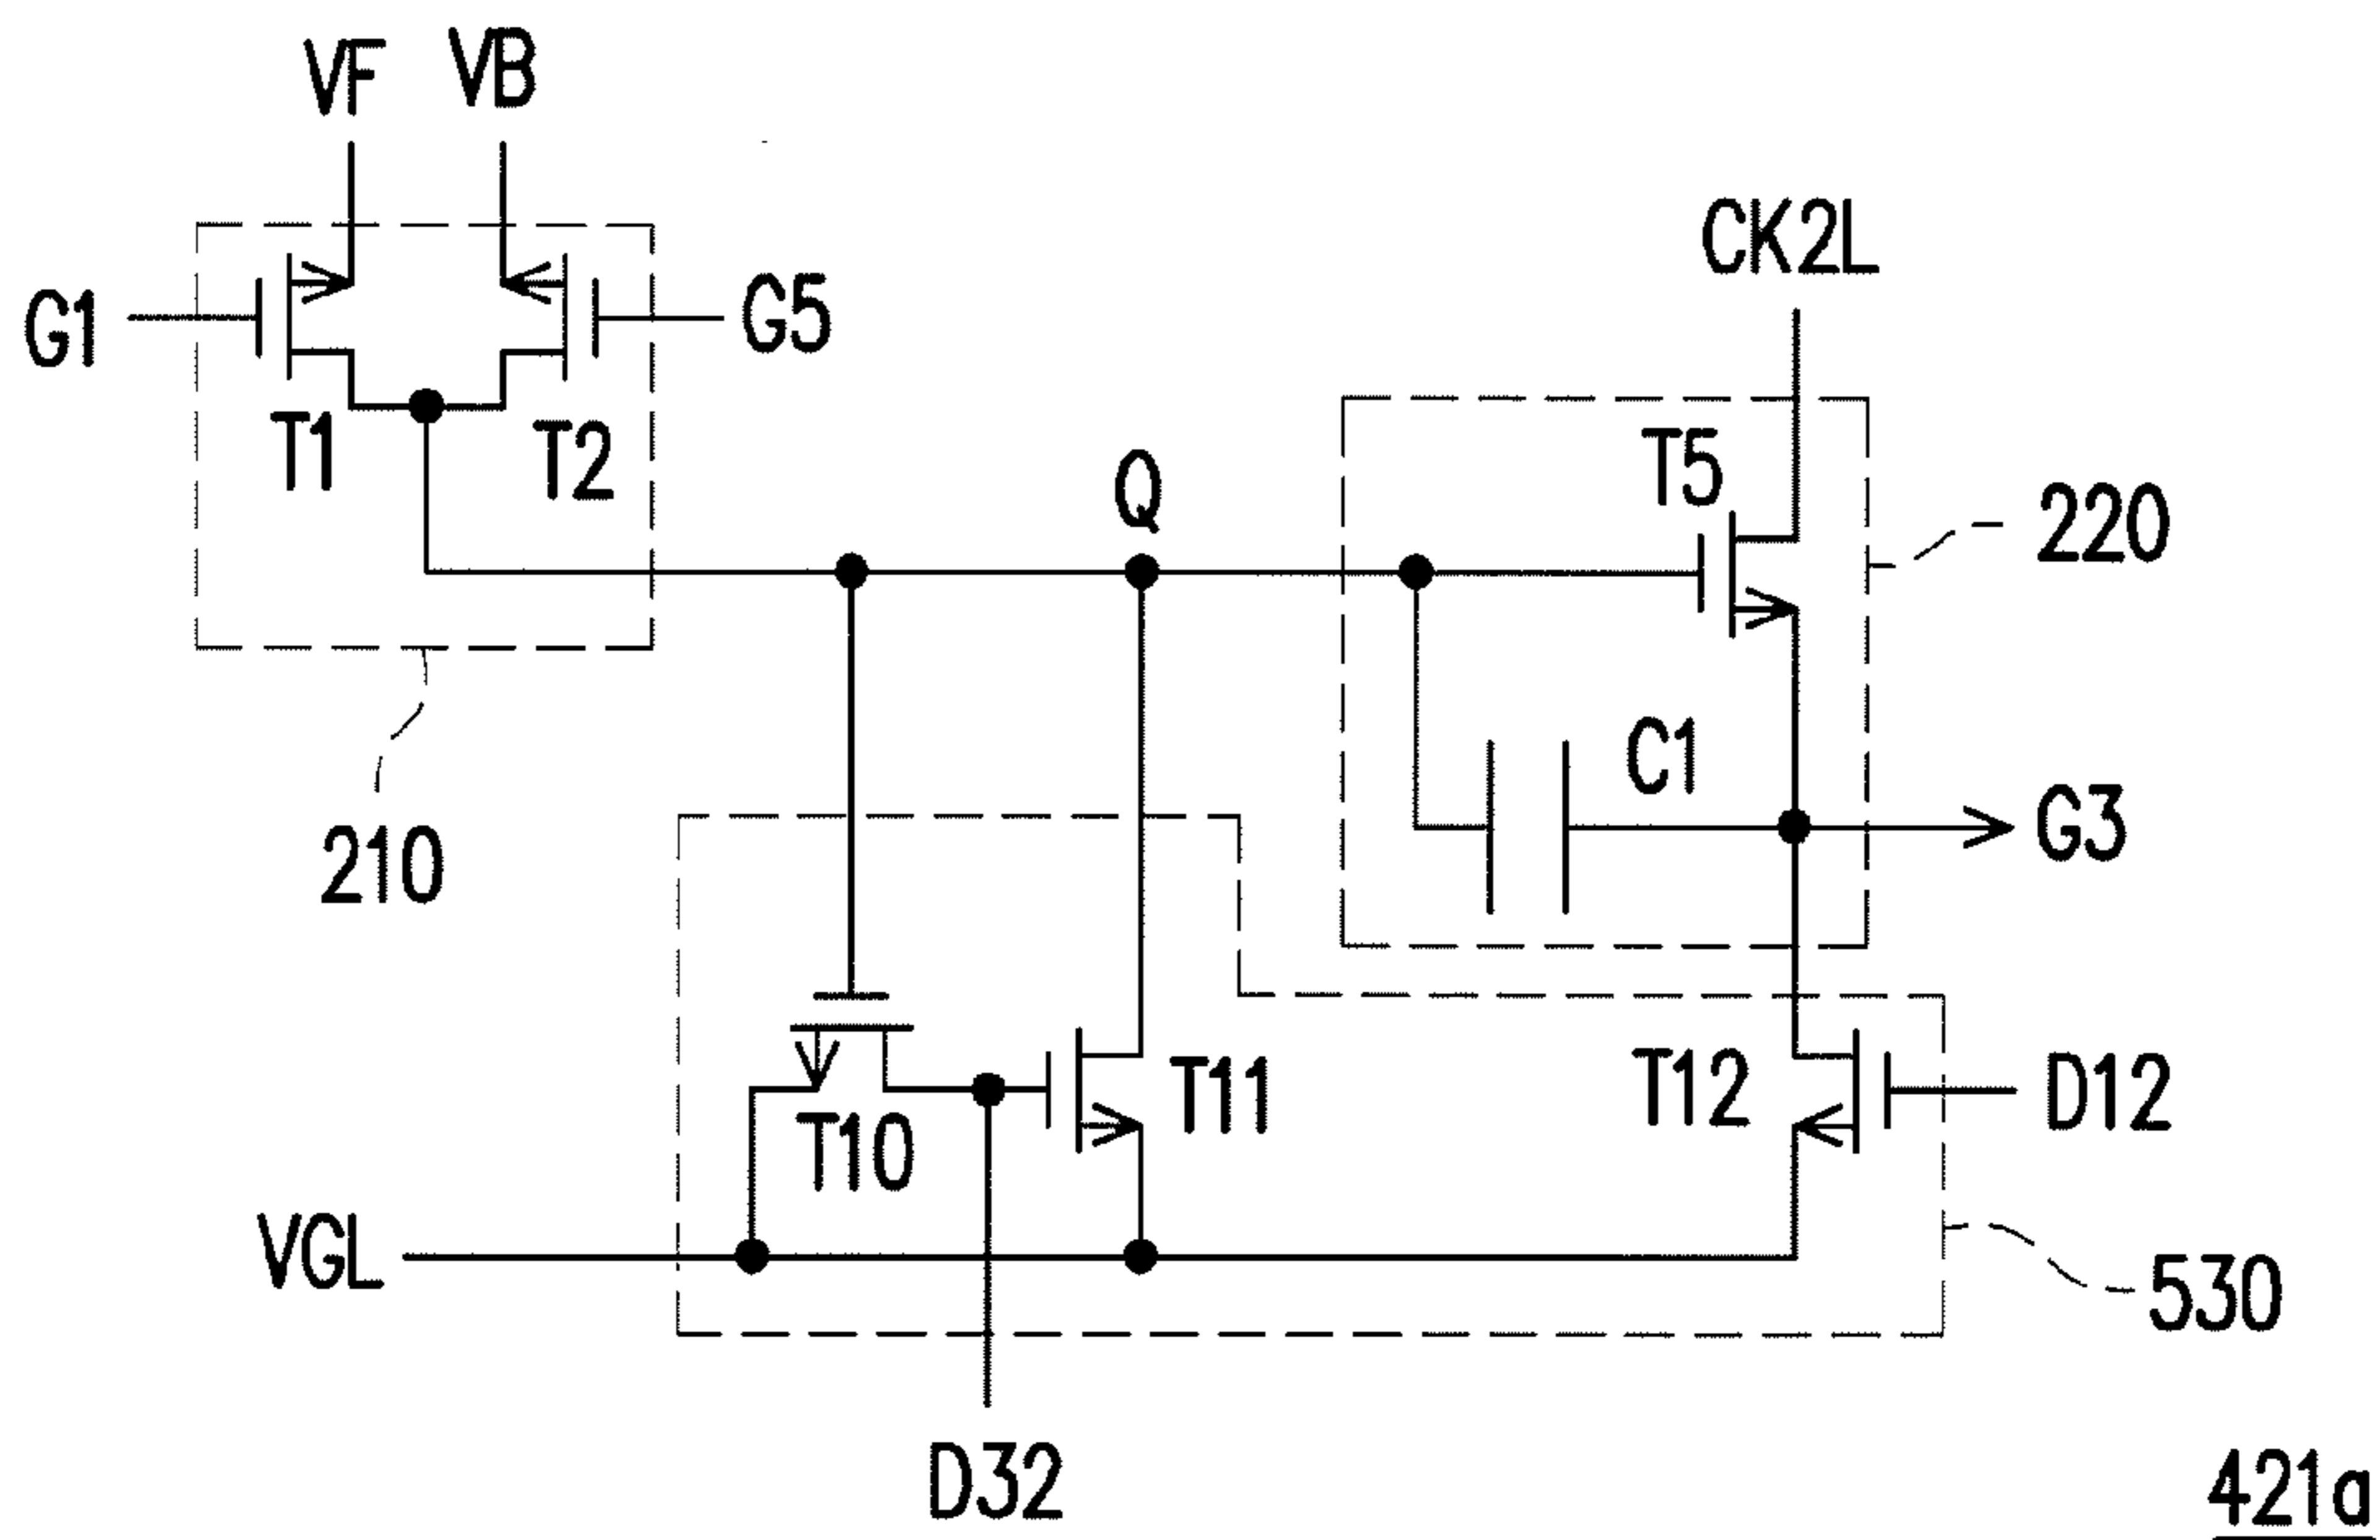 VF
VB
CK2L
G1
G5
T1
T2
Q
T5
220
C1
G3
210
T10
T11
T12
D12
VGL
530
D32
421a